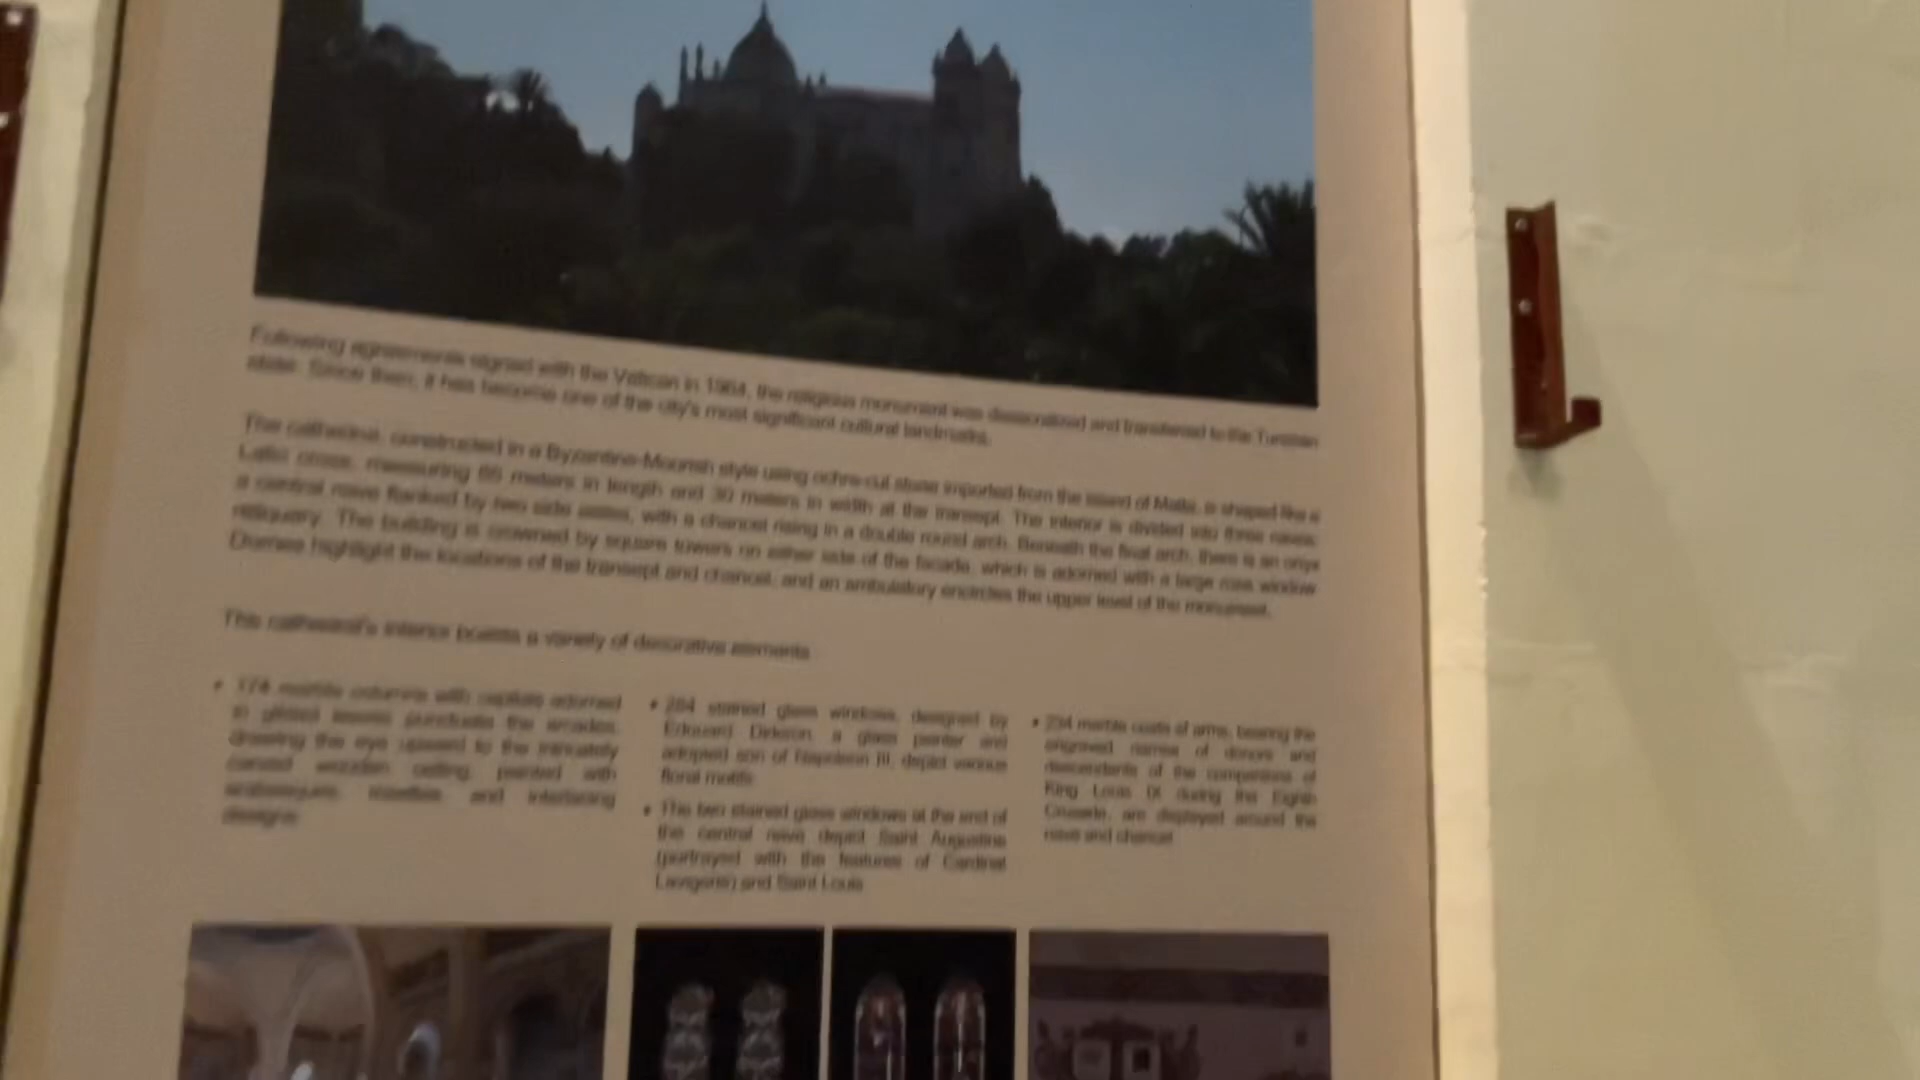 Following agreements signed with the Vatican in 1964, the religious monument was and transferred to the Tunisian
state. Since then, it has become one of the city's most significant cultural landmarks.
The cathedral, constructed in a Byzantine-Moorish style using ochre-cut stone imported from the island of Malta, is shaped like a
Latin cross, measuring 65 meters in length and 30 meters in width at the transept. The interior is divided into three naves:
a central nave flanked by two side aisles, with a chancel rising in a double round arch. Beneath the final arch, there is an onyx
reliquary. The building is crowned by square towers on either side of the facade, which is adorned with a large rose window.
Domes highlight the locations of the transept and chancel, and an ambulatory encircles the upper level of the monument.
The cathedral's interior boasts a variety of decorative elements:
• 174 marble columns with capitals adorned
in leaves punctuate the arcades,
drawing the eye upward to the intricately
carved wooden ceiling, painted with
arabesques, rosettes, and interlacing
designs.
• 284 stained glass windows, designed by
Edouard a glass painter and
adopted son of Napoleon III, depict various
floral motifs.
• The two stained glass windows at the end of
the central nave depict Saint Augustine
(portrayed with the features of Cardinal
Lavigerie) and Saint Louis.
• 234 marble coats of arms, bearing the
engraved names of donors and
descendants of the companions of
King Louis IX during the Eighth
Crusade, are displayed around the
nave and chancel.